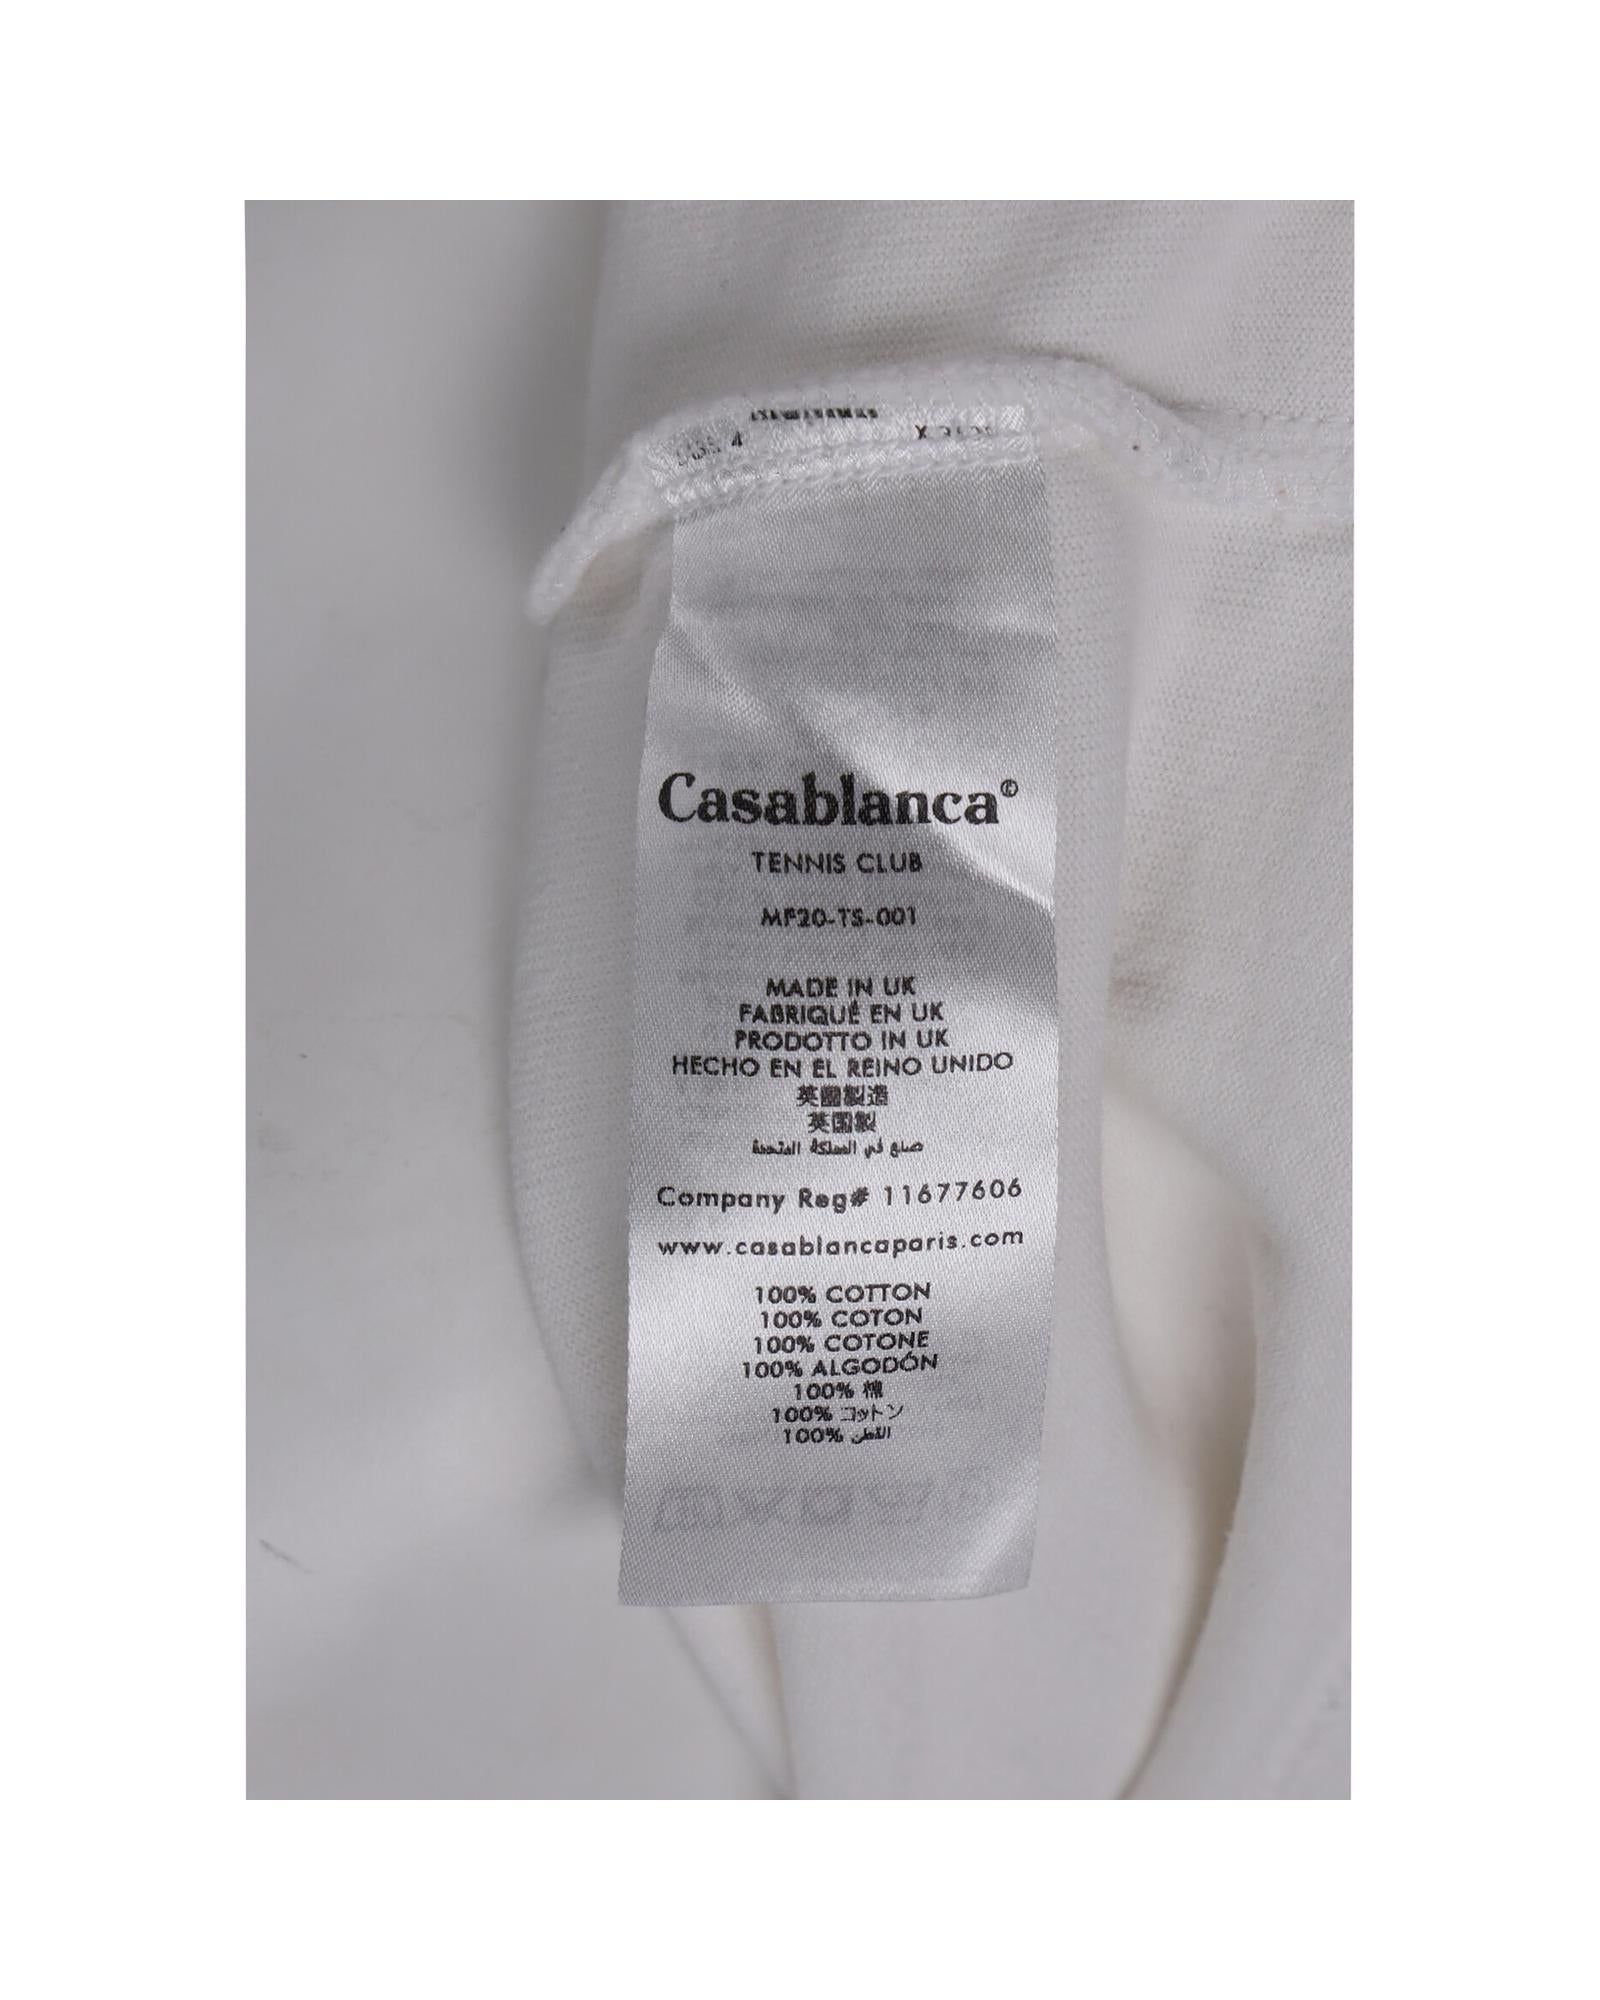 Casablanca©
TENNIS CLUB
MF20-TS-001
MADE IN UK
FABRIQUÉ EN UK
PRODOTTO IN UK
HECHO EN EL REINO UNIDO
英國製造
英国製
صنع في المملكة المتحدة
Company Reg# 11677606
www.casablancaparis.com
100% COTTON
100% COTON
100% COTONE
100% ALGODÓN
100% 棉
100% コットン
100% القطن